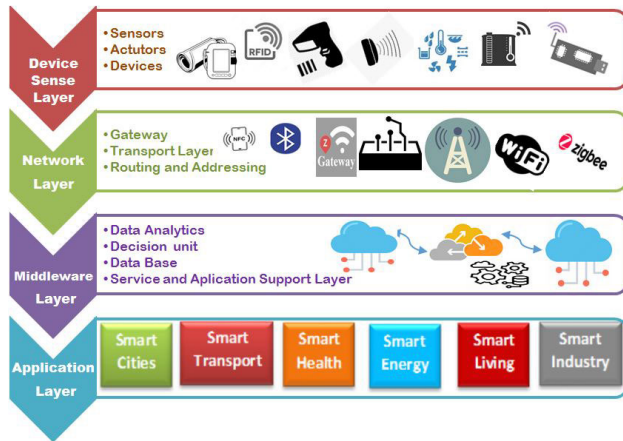 Device
Sense
Layer
• Sensors
• Actutors
• Devices
RFID
Network
Layer
• Gateway
• Transport Layer
• Routing and Addressing
NFC
Z
Gateway
WiFi
zigbee
Middleware
Layer
• Data Analytics
• Decision unit
• Data Base
• Service and Aplication Support Layer
Application
Layer
Smart
Cities
Smart
Transport
Smart
Health
Smart
Energy
Smart
Living
Smart
Industry